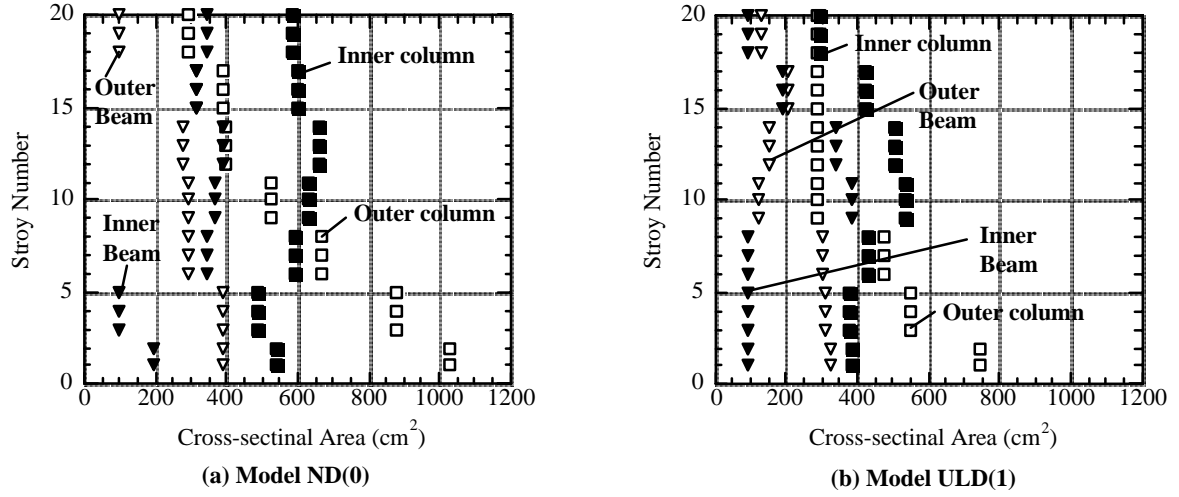 20
15
10
5
0
Stroy Number
Outer
Beam
Inner column
Inner
Beam
Outer column
0 200 400 600 800 1000 1200
Cross-sectinal Area (cm²)
(a) Model ND(0)
20
15
10
5
0
Stroy Number
Inner column
Outer
Beam
Inner
Beam
Outer column
0 200 400 600 800 1000 1200
Cross-sectinal Area (cm²)
(b) Model ULD(1)